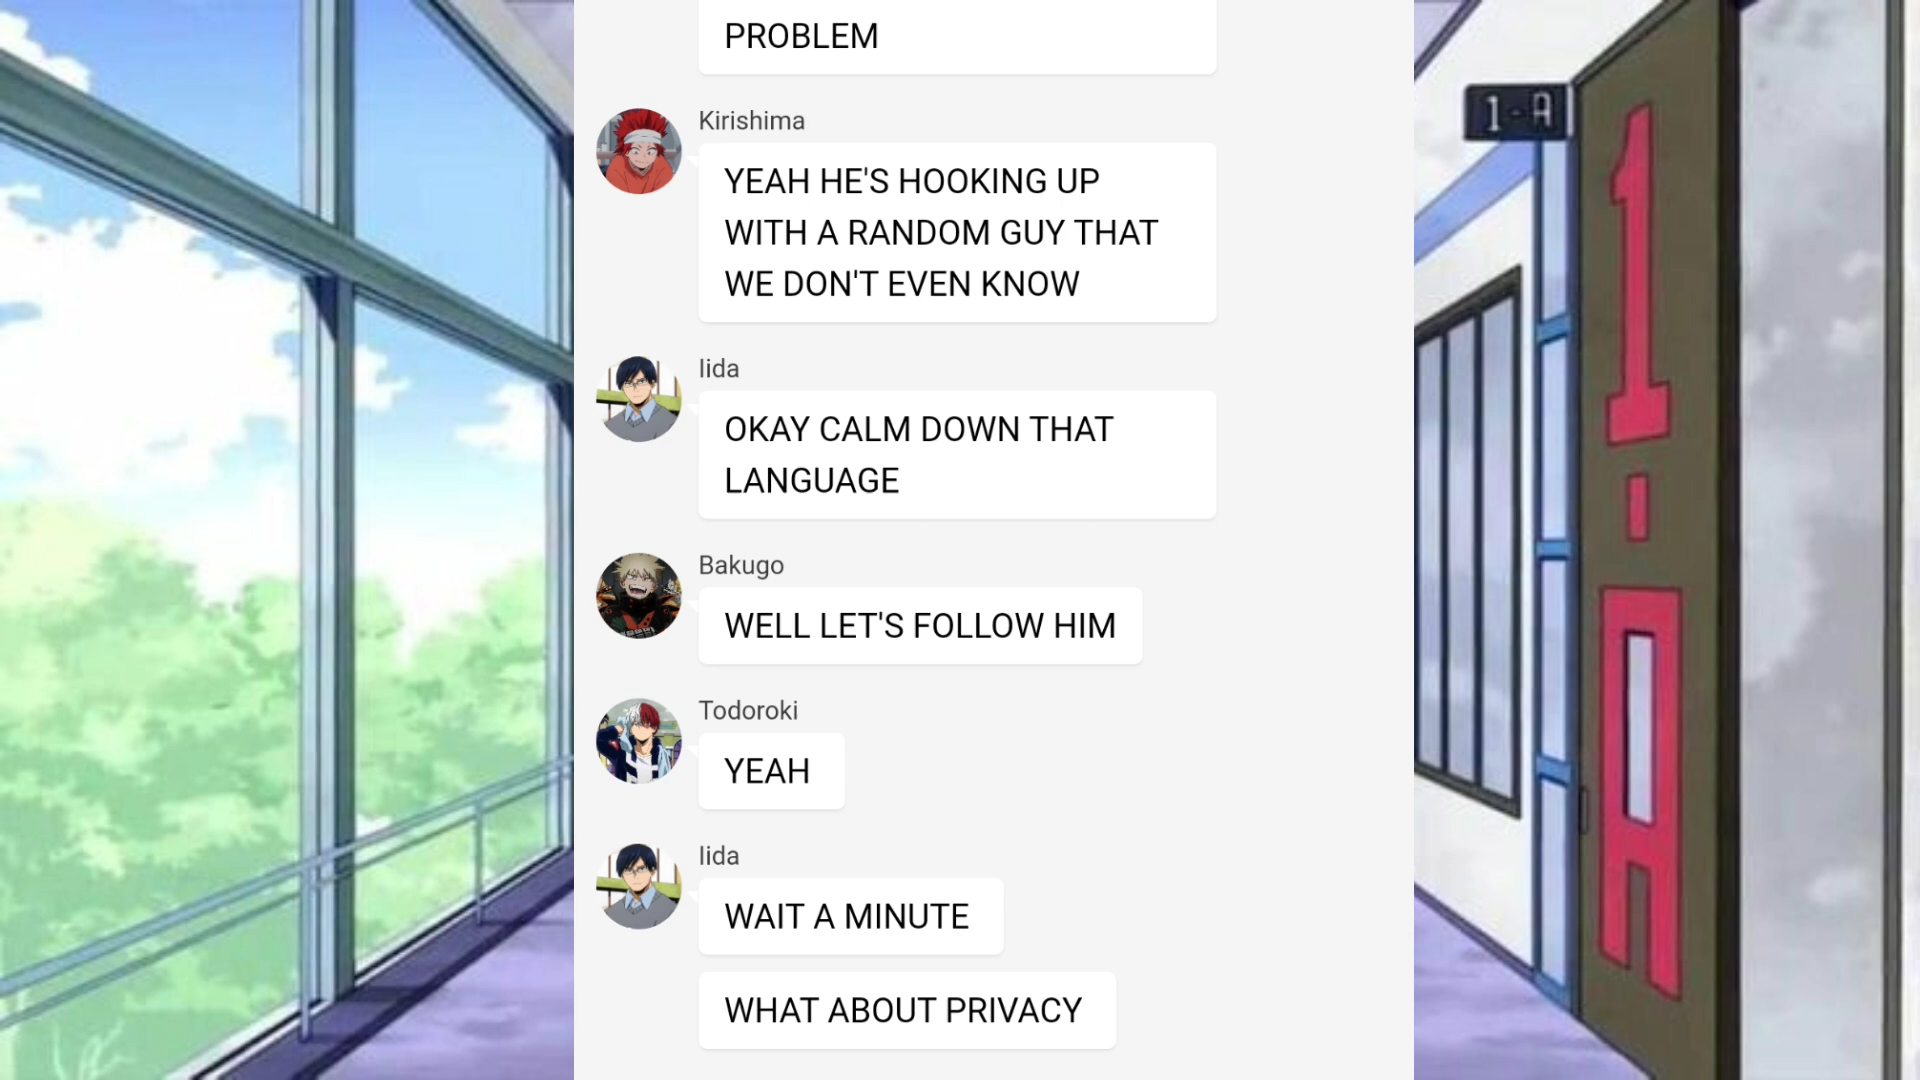 PROBLEM
Kirishima
YEAH HE'S HOOKING UP
WITH A RANDOM GUY THAT
WE DON'T EVEN KNOW
Iida
OKAY CALM DOWN THAT
LANGUAGE
Bakugo
WELL LET'S FOLLOW HIM
Todoroki
YEAH
Iida
WAIT A MINUTE
WHAT ABOUT PRIVACY
1-A
1-A